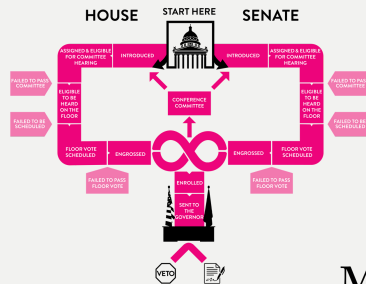 HOUSE
START HERE
SENATE
ASSIGNED & ELIGIBLE
FOR COMMITTEE
HEARING
INTRODUCED
INTRODUCED
ASSIGNED & ELIGIBLE
FOR COMMITTEE
HEARING
FAILED TO PASS
COMMITTEE
ELIGIBLE
TO BE
HEARD
ON THE
FLOOR
CONFERENCE
COMMITTEE
ELIGIBLE
TO BE
HEARD
ON THE
FLOOR
FAILED TO PASS
COMMITTEE
FAILED TO BE
SCHEDULED
FAILED TO BE
SCHEDULED
FLOOR VOTE
SCHEDULED
ENGROSSED
ENGROSSED
FLOOR VOTE
SCHEDULED
FAILED TO PASS
FLOOR VOTE
FAILED TO PASS
FLOOR VOTE
ENROLLED
SENT TO
THE
GOVERNOR
VETO
M